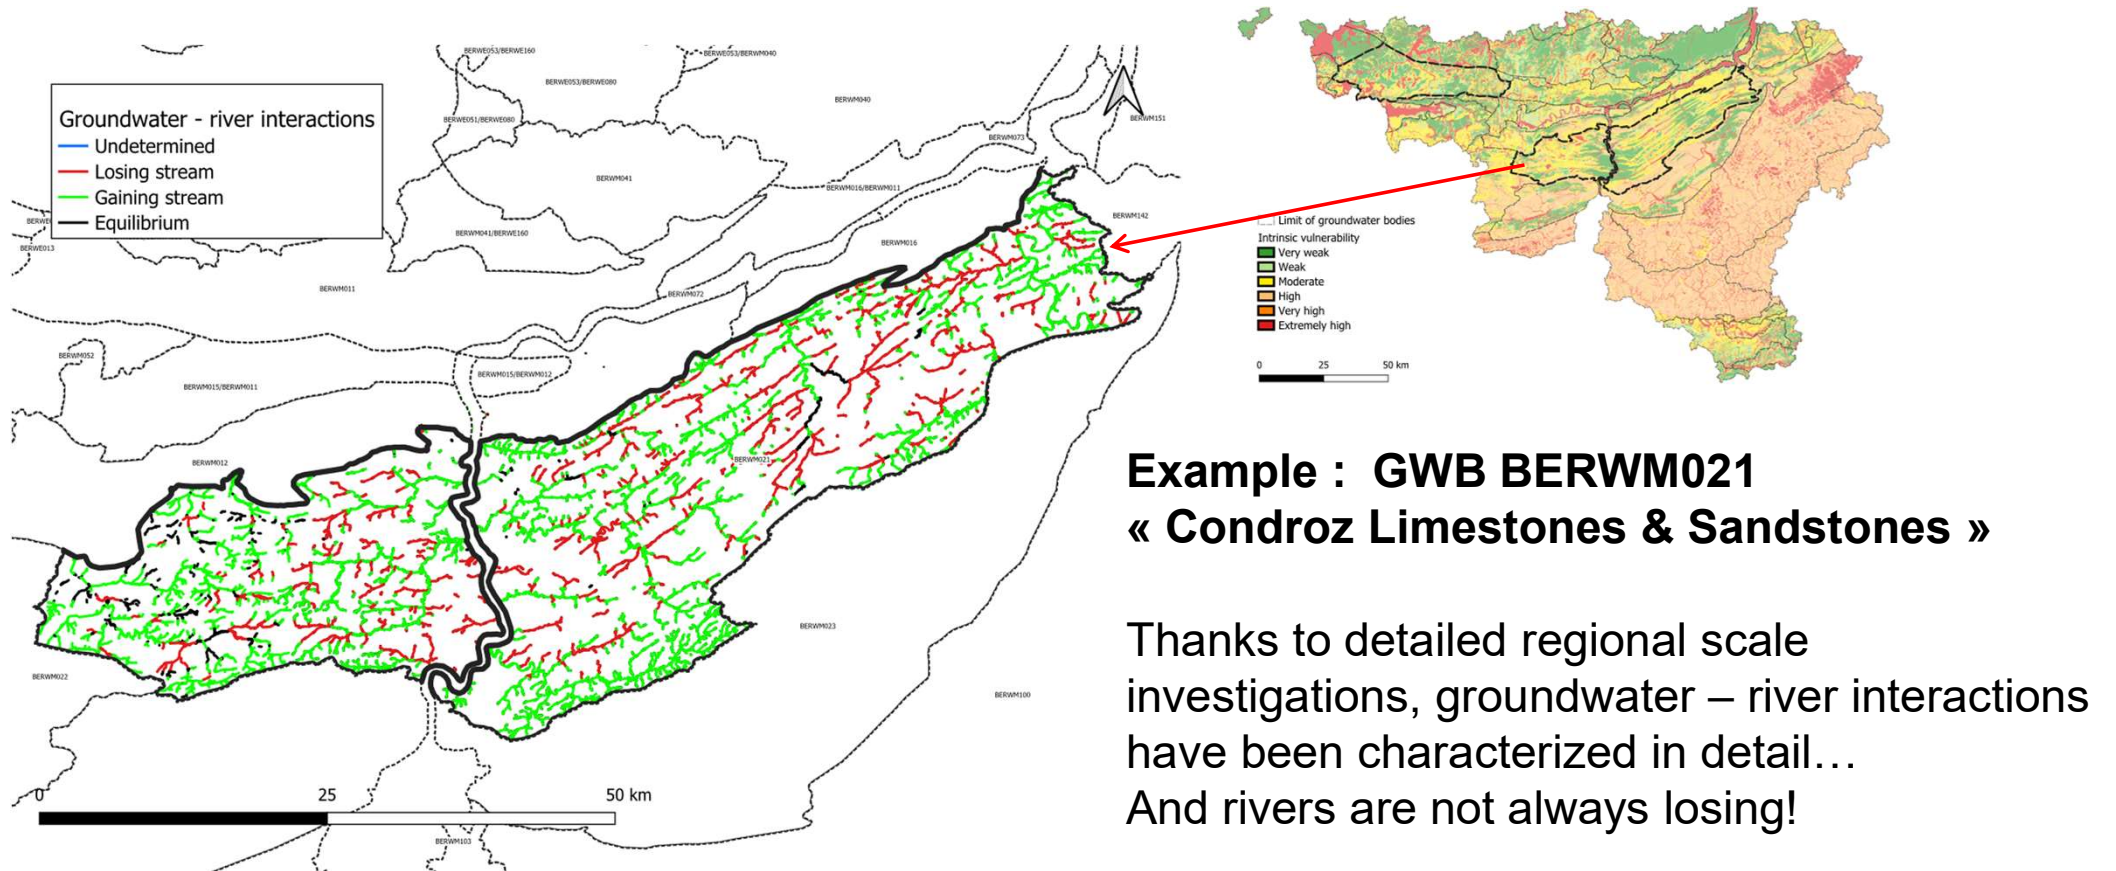 BERWE053/BERWE160
BERWE053/BERWM040
BERWE053/BERWE080
BERWM040
BERWE051/BERWE080
BERWM151
BERWM073
Groundwater - river interactions
Undetermined
Losing stream
Gaining stream
Equilibrium
BERWM041
BERWM016/BERWM011
BERWE013
BERWM041/BERWE160
BERWM016
BERWM142
BERWM011
BERWM072
BERWM052
BERWM015/BERWM011
BERWM015/BERWM012
BERWM012
BERWM021
BERWM023
BERWM022
BERWM100
BERWM103
0 25 50 km
Limit of groundwater bodies
Intrinsic vulnerability
Very weak
Weak
Moderate
High
Very high
Extremely high
0 25 50 km
Example : GWB BERWM021
« Condroz Limestones & Sandstones »
Thanks to detailed regional scale
investigations, groundwater – river interactions
have been characterized in detail…
And rivers are not always losing!